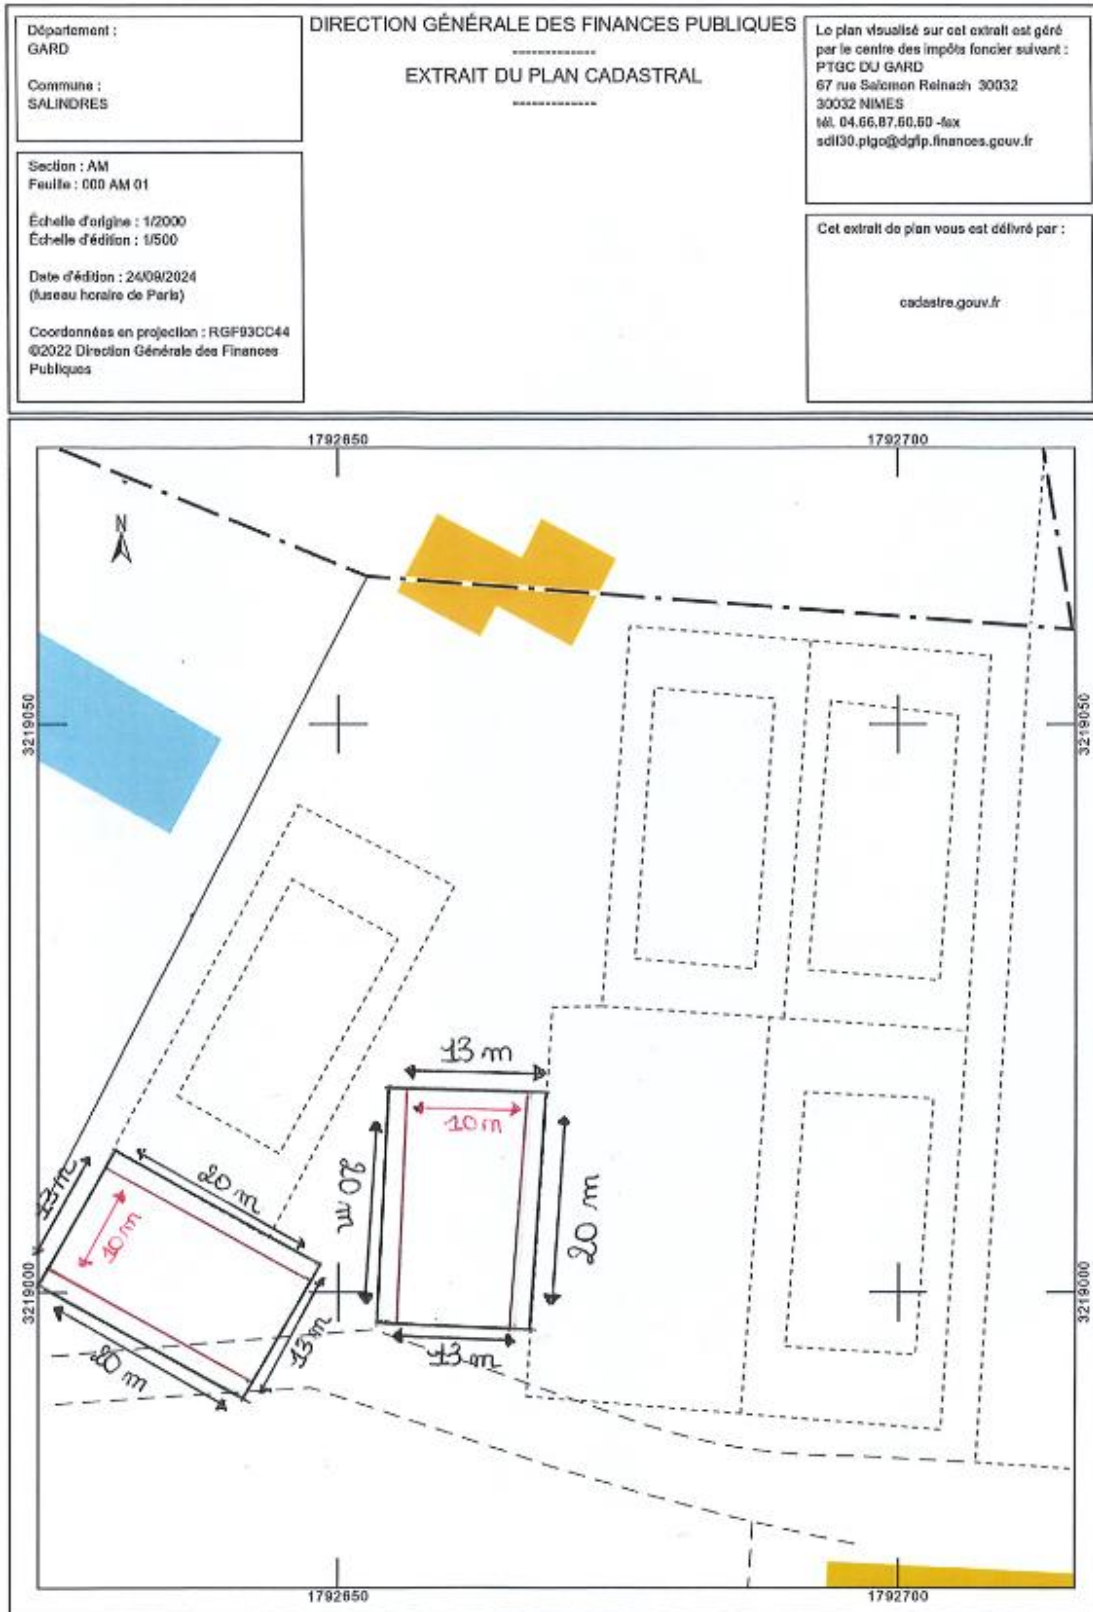 Département :
GARD
Commune :
SALINDRES
Section : AM
Feuille : 000 AM 01
Échelle d'origine : 1/2000
Échelle d'édition : 1/500
Date d'édition : 24/09/2024
(fuseau horaire de Paris)
Coordonnées en projection : RGF93CC44
©2022 Direction Générale des Finances
Publiques
DIRECTION GÉNÉRALE DES FINANCES PUBLIQUES
EXTRAIT DU PLAN CADASTRAL
Le plan visualisé sur cet extrait est géré
par le centre des impôts foncier suivant :
PTGC DU GARD
67 rue Salomon Reinach 30032
30032 NIMES
tél. 04.66.87.60.60 -fax
sdif30.ptgc@dgfip.finances.gouv.fr
Cet extrait de plan vous est délivré par :
cadastre.gouv.fr
1792650
1792700
N
3219050
3219050
13 m
10 m
20 m
20 m
13 m
13 m
20 m
10 m
13 m
20 m
3219000
3219000
1792650
1792700